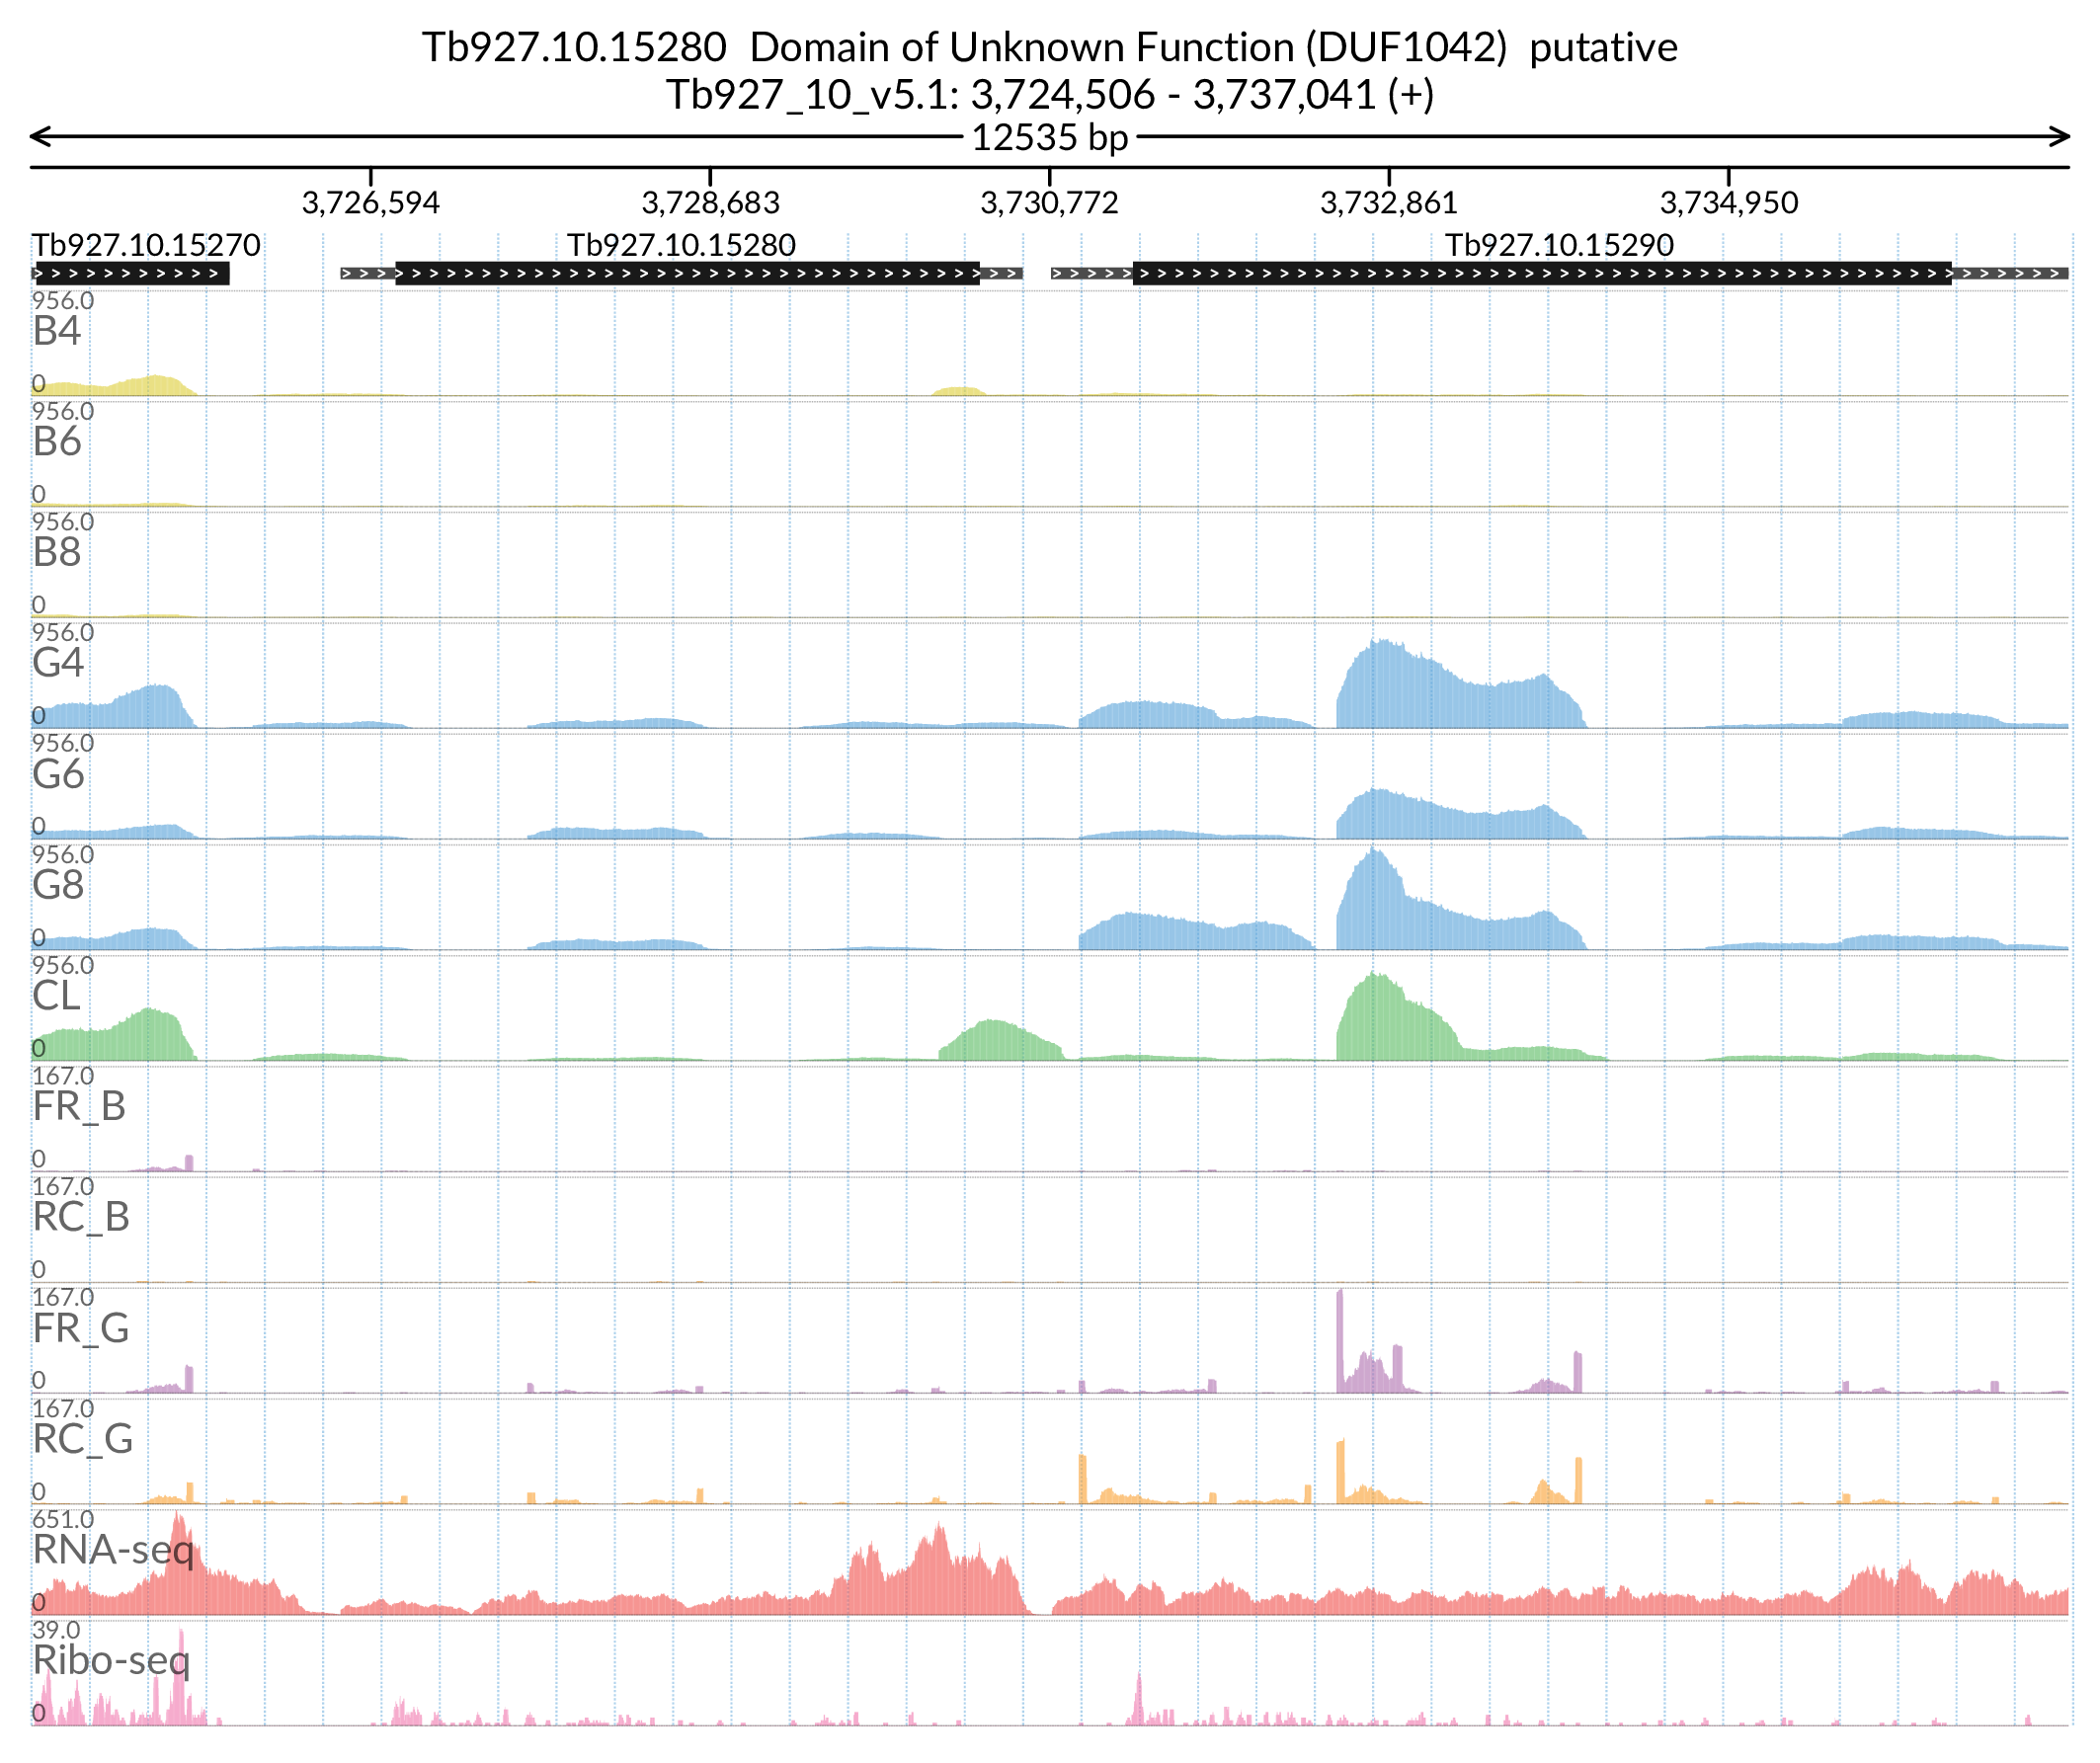 Tb927.10.15280  Domain of Unknown Function (DUF1042)  putative
Tb927_10_v5.1: 3,724,506 - 3,737,041 (+)
12535 bp
3,726,594 3,728,683 3,730,772 3,732,861 3,734,950
Tb927.10.15270 Tb927.10.15280 Tb927.10.15290
956.0
B4
0
956.0
B6
0
956.0
B8
0
956.0
G4
0
956.0
G6
0
956.0
G8
0
956.0
CL
0
167.0
FR_B
0
167.0
RC_B
0
167.0
FR_G
0
167.0
RC_G
0
651.0
RNA-seq
0
39.0
Ribo-seq
0